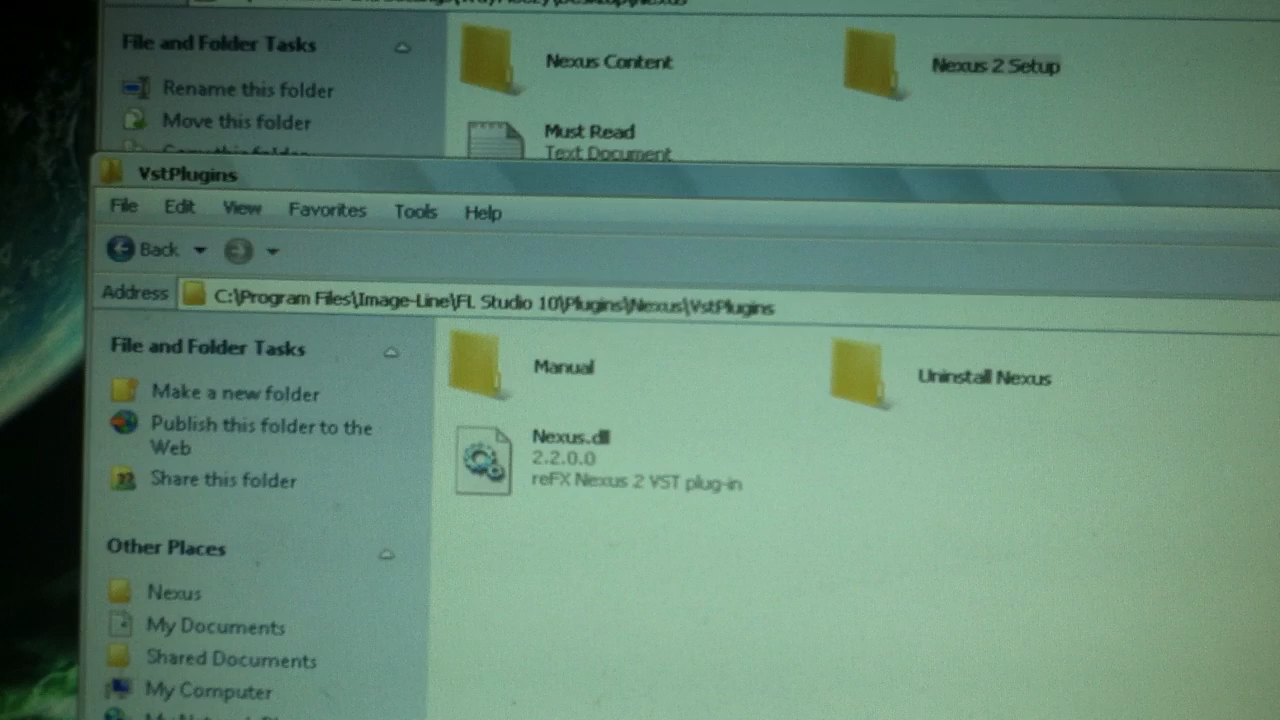 File and Folder Tasks
Nexus Content
Nexus 2 Setup
Rename this folder
Move this folder
Must Read
Text Document
VstPlugins
File Edit View Favorites Tools Help
Back
Address C:\Program Files\Image-Line\FL Studio 10\Plugins\Nexus\VstPlugins
File and Folder Tasks
Manual
Uninstall Nexus
Make a new folder
Publish this folder to the
Web
Share this folder
Nexus.dll
2.2.0.0
reFX Nexus 2 VST plug-in
Other Places
Nexus
My Documents
Shared Documents
My Computer